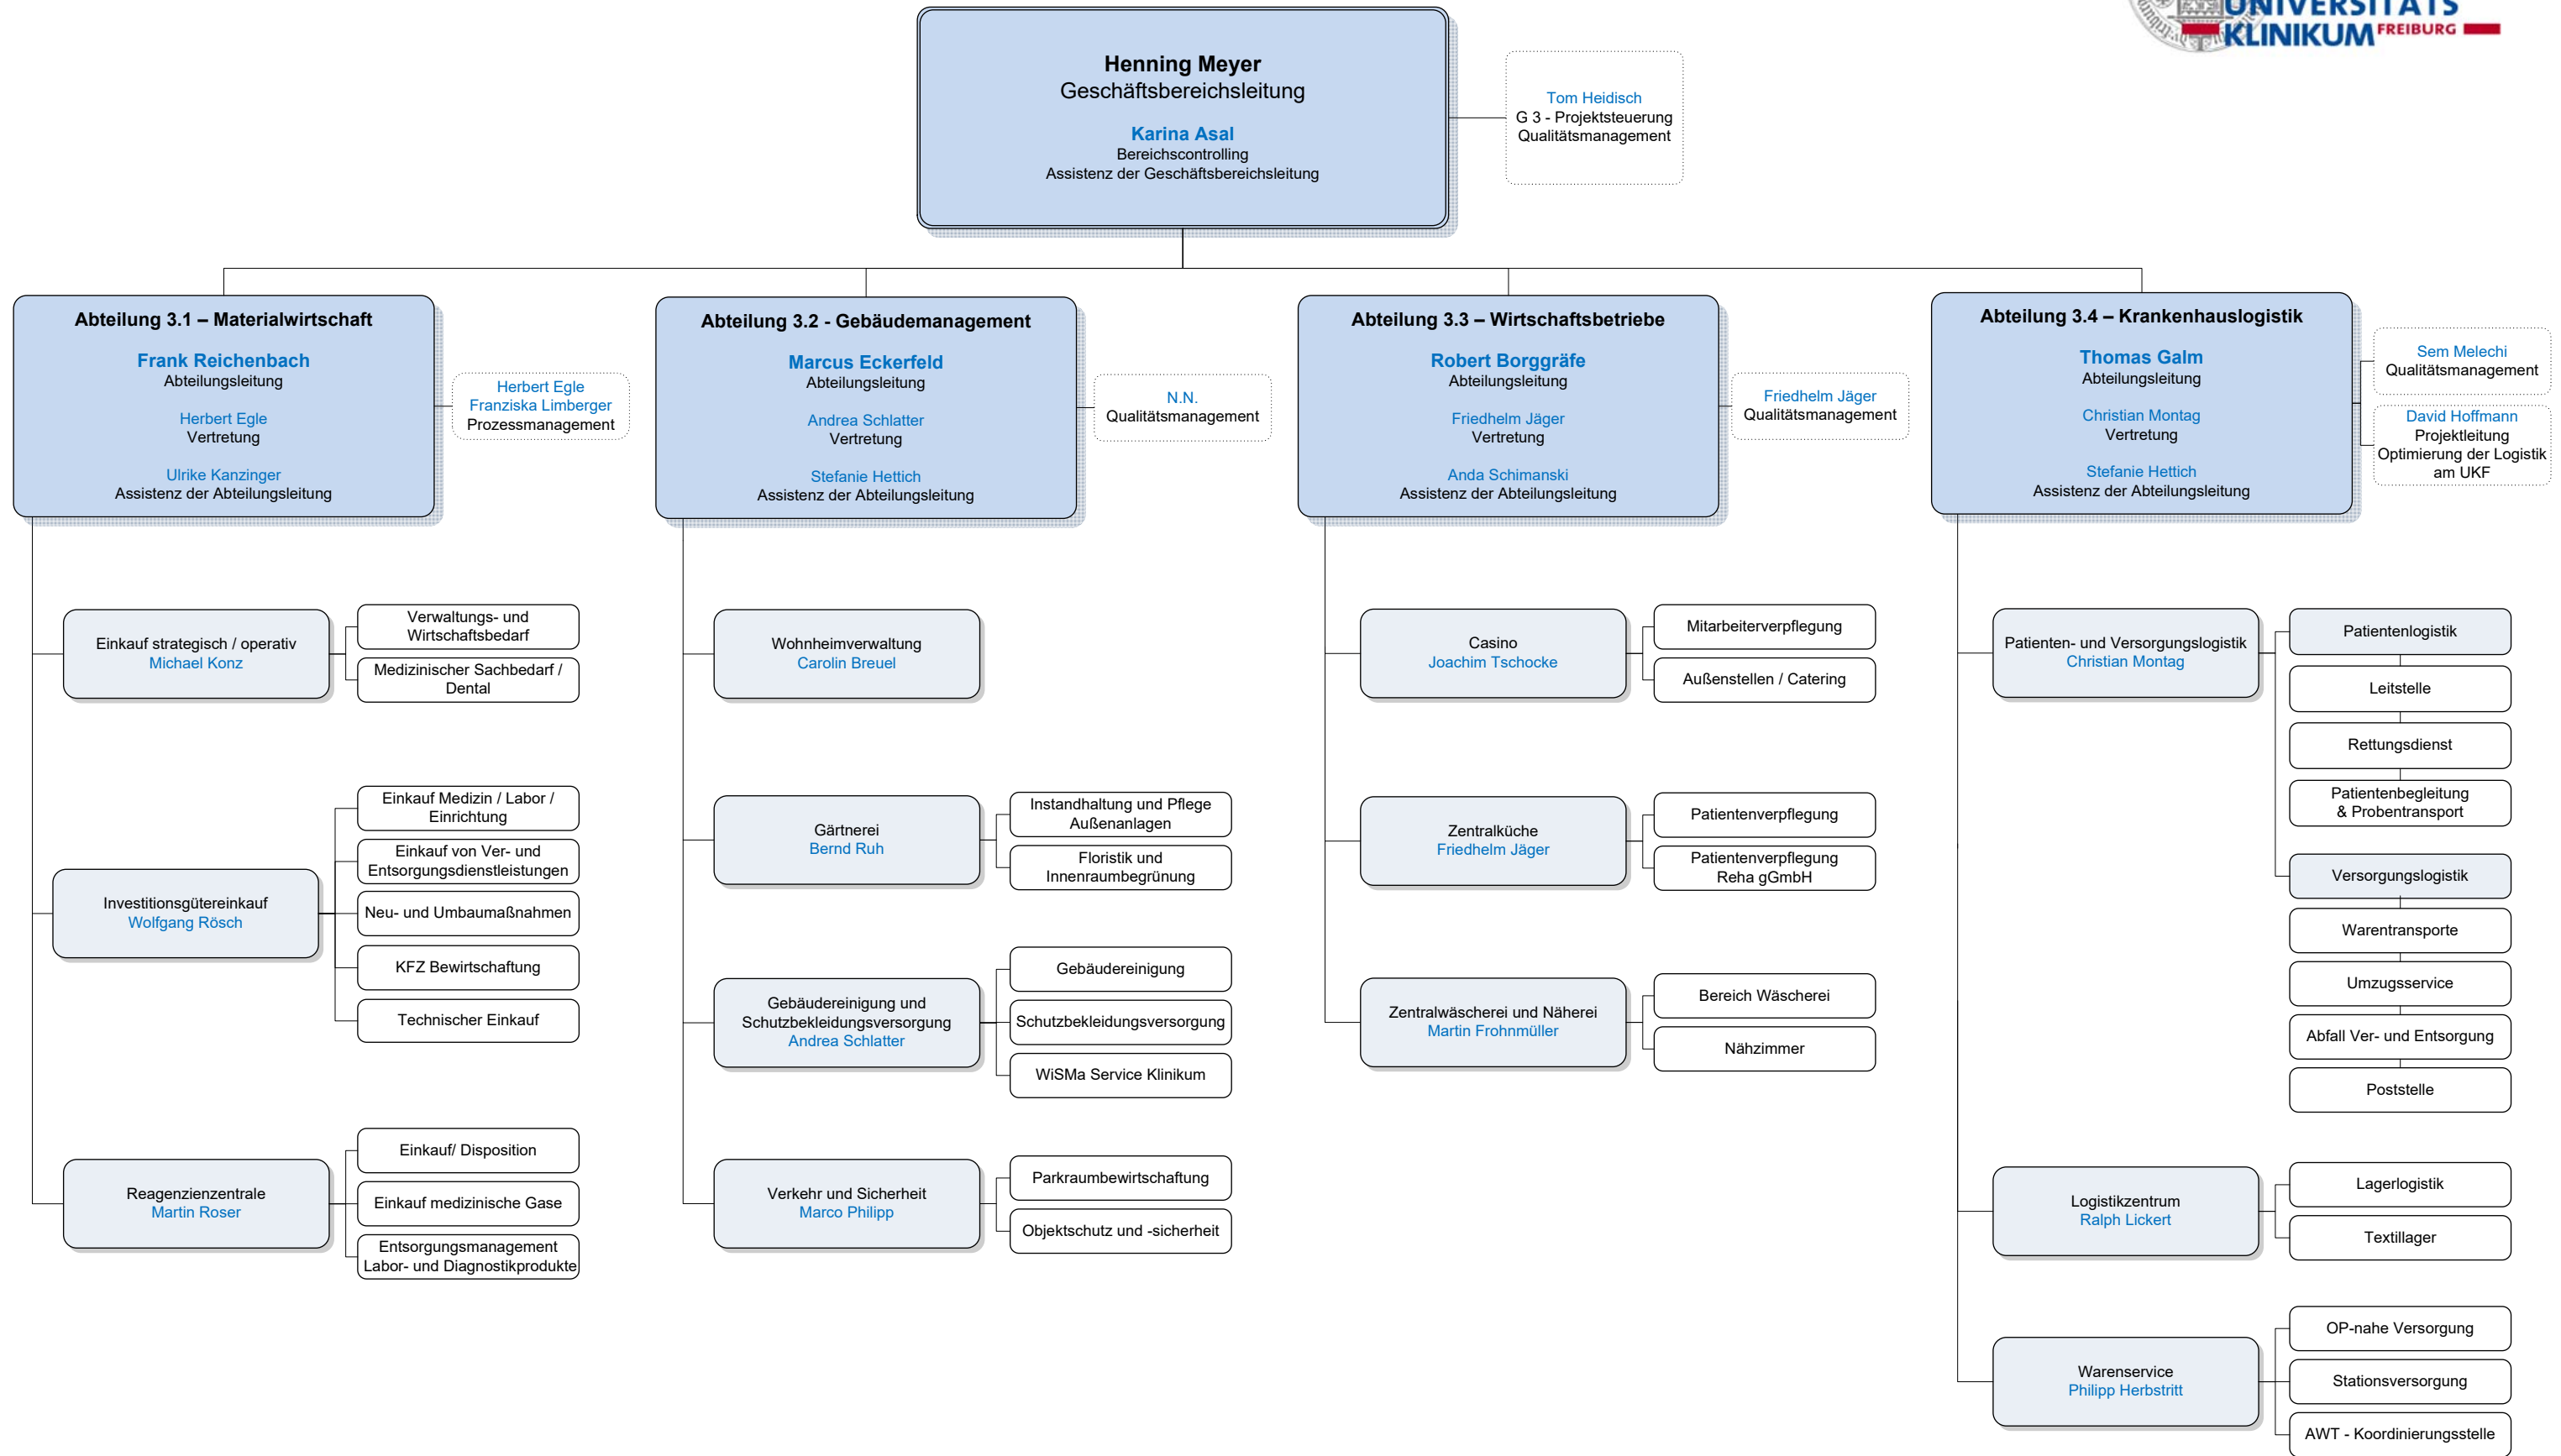 UNIVERSITÄTS
KLINIKUM FREIBURG
Henning Meyer
Geschäftsbereichsleitung
Karina Asal
Bereichscontrolling
Assistenz der Geschäftsbereichsleitung
Tom Heidisch
G 3 - Projektsteuerung
Qualitätsmanagement
Abteilung 3.1 – Materialwirtschaft
Frank Reichenbach
Abteilungsleitung
Herbert Egle
Vertretung
Ulrike Kanzinger
Assistenz der Abteilungsleitung
Herbert Egle
Franziska Limberger
Prozessmanagement
Einkauf strategisch / operativ
Michael Konz
Verwaltungs- und
Wirtschaftsbedarf
Medizinischer Sachbedarf /
Dental
Investitionsgütereinkauf
Wolfgang Rösch
Einkauf Medizin / Labor /
Einrichtung
Einkauf von Ver- und
Entsorgungsdienstleistungen
Neu- und Umbaumaßnahmen
KFZ Bewirtschaftung
Technischer Einkauf
Reagenzienzentrale
Martin Roser
Einkauf/ Disposition
Einkauf medizinische Gase
Entsorgungsmanagement
Labor- und Diagnostikprodukte
Abteilung 3.2 - Gebäudemanagement
Marcus Eckerfeld
Abteilungsleitung
Andrea Schlatter
Vertretung
Stefanie Hettich
Assistenz der Abteilungsleitung
N.N.
Qualitätsmanagement
Wohnheimverwaltung
Carolin Breuel
Gärtnerei
Bernd Ruh
Instandhaltung und Pflege
Außenanlagen
Floristik und
Innenraumbegrünung
Gebäudereinigung und
Schutzbekleidungsversorgung
Andrea Schlatter
Gebäudereinigung
Schutzbekleidungsversorgung
WiSMa Service Klinikum
Verkehr und Sicherheit
Marco Philipp
Parkraumbewirtschaftung
Objektschutz und -sicherheit
Abteilung 3.3 – Wirtschaftsbetriebe
Robert Borggräfe
Abteilungsleitung
Friedhelm Jäger
Vertretung
Anda Schimanski
Assistenz der Abteilungsleitung
Friedhelm Jäger
Qualitätsmanagement
Casino
Joachim Tschocke
Mitarbeiterverpflegung
Außenstellen / Catering
Zentralküche
Friedhelm Jäger
Patientenverpflegung
Patientenverpflegung
Reha gGmbH
Zentralwäscherei und Näherei
Martin Frohnmüller
Bereich Wäscherei
Nähzimmer
Abteilung 3.4 – Krankenhauslogistik
Thomas Galm
Abteilungsleitung
Christian Montag
Vertretung
Stefanie Hettich
Assistenz der Abteilungsleitung
Sem Melechi
Qualitätsmanagement
David Hoffmann
Projektleitung
Optimierung der Logistik
am UKF
Patienten- und Versorgungslogistik
Christian Montag
Patientenlogistik
Leitstelle
Rettungsdienst
Patientenbegleitung
& Probentransport
Versorgungslogistik
Warentransporte
Umzugsservice
Abfall Ver- und Entsorgung
Poststelle
Logistikzentrum
Ralph Lickert
Lagerlogistik
Textillager
Warenservice
Philipp Herbstritt
OP-nahe Versorgung
Stationsversorgung
AWT - Koordinierungsstelle